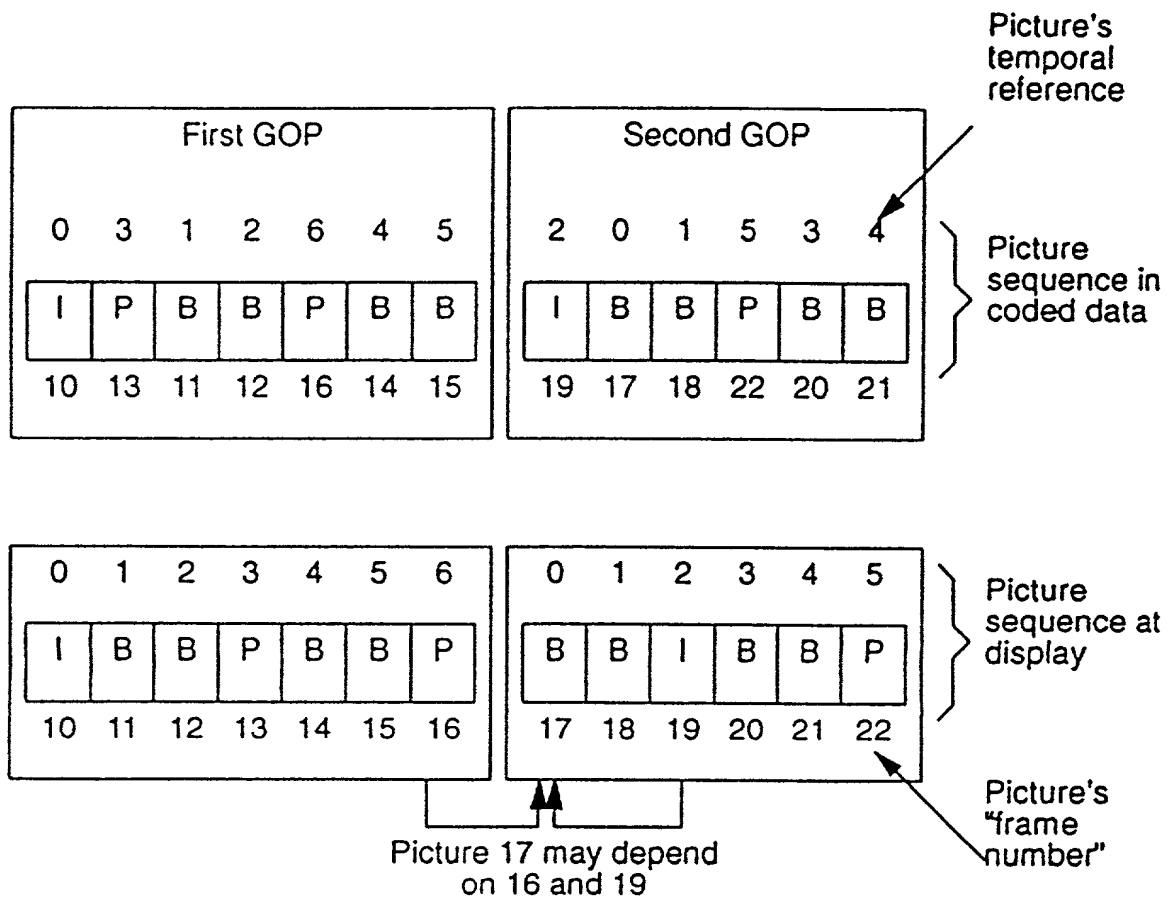 Picture's
temporal
reference
First GOP
Second GOP
0 3 1 2 6 4 5
2 0 1 5 3 4
I P B B P B B
I B B P B B
10 13 11 12 16 14 15
19 17 18 22 20 21
Picture
sequence in
coded data
0 1 2 3 4 5 6
0 1 2 3 4 5
I B B P B B P
B B I B B P
10 11 12 13 14 15 16
17 18 19 20 21 22
Picture
sequence at
display
Picture 17 may depend
on 16 and 19
Picture's
"frame
number"